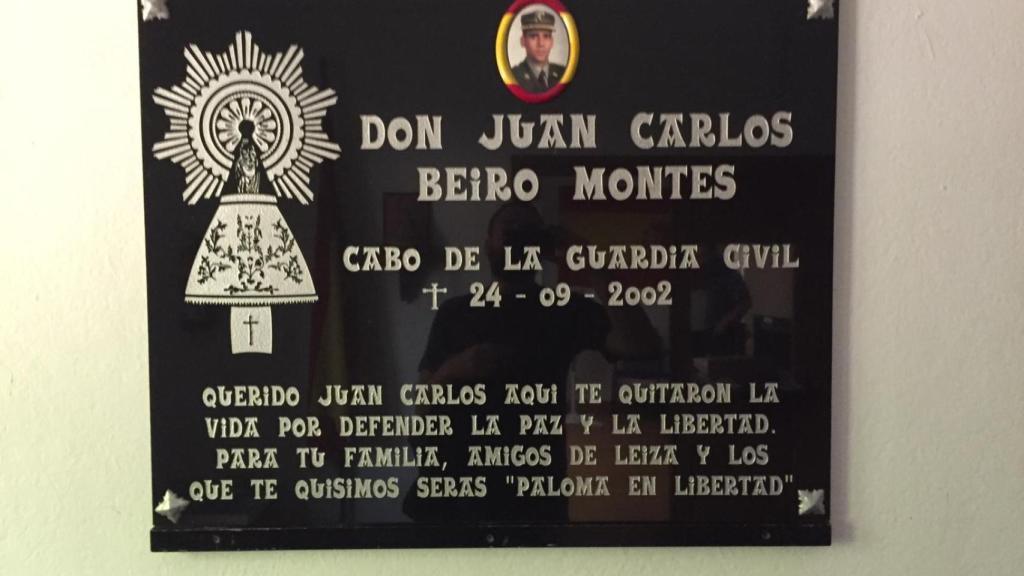 DON JUAN CARLOS
BEiRO MONTES
CABO DE LA GUARDiA CiViL
† 24 - 09 - 2002
QUERiDO JUAN CARLOS AQUi TE QUiTARON LA
ViDA POR DEFENDER LA PAZ Y LA LiBERTAD.
PARA TU FAMiLiA, AMiGOS DE LEiZA Y LOS
QUE TE QUiSiMOS SERAS "PALOMA EN LiBERTAD"